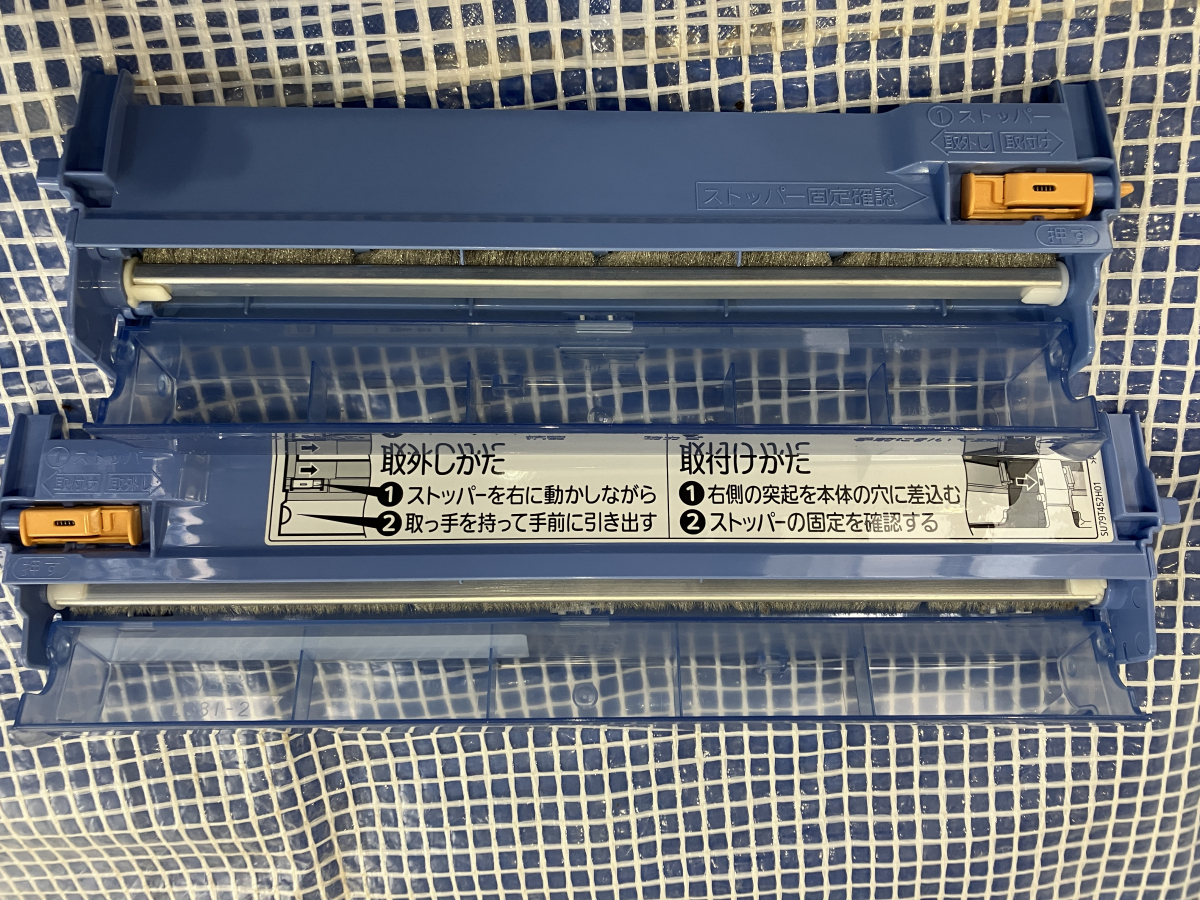 ①ストッパー
取外し 取付け
ストッパー固定確認
押す
①ストッパー
取付け 取外し
押す
取外しかた
❶ストッパーを右に動かしながら
❷取っ手を持って手前に引き出す
取付けかた
❶右側の突起を本体の穴に差込む
❷ストッパーの固定を確認する
SU79T452H01